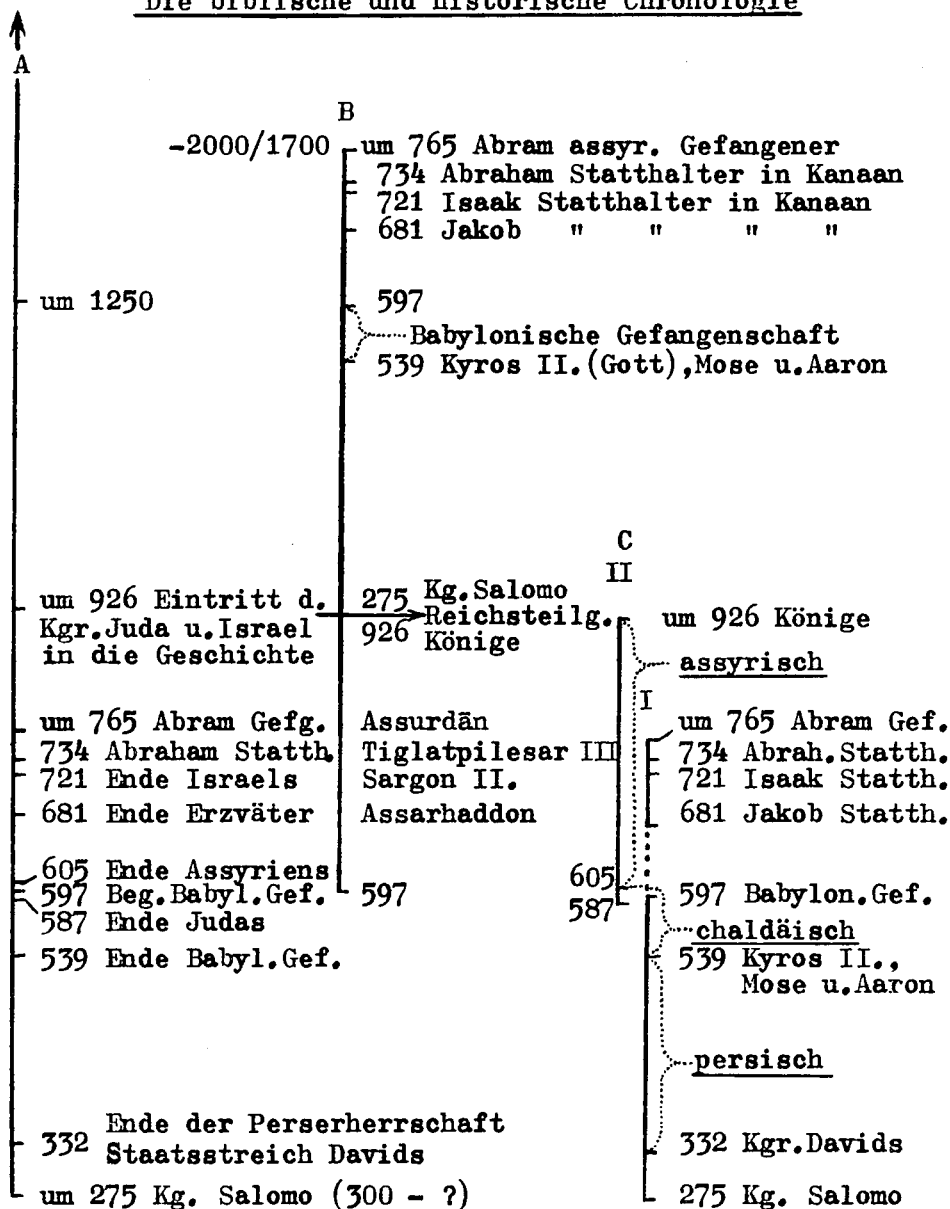 Die biblische und historische Chronologie
A
B
-2000/1700 um 765 Abram assyr. Gefangener
734 Abraham Statthalter in Kanaan
721 Isaak Statthalter in Kanaan
681 Jakob " " " "
um 1250
597
Babylonische Gefangenschaft
539 Kyros II.(Gott),Mose u.Aaron
C
II
um 926 Eintritt d.
Kgr.Juda u.Israel
in die Geschichte
275 Kg.Salomo
Reichsteilg.
926 Könige
um 926 Könige
assyrisch
I
um 765 Abram Gefg. Assurdân
734 Abraham Statth. Tiglatpilesar III
721 Ende Israels Sargon II.
681 Ende Erzväter Assarhaddon
um 765 Abram Gef.
734 Abrah.Statth.
721 Isaak Statth.
681 Jakob Statth.
605 Ende Assyriens
597 Beg.Babyl.Gef. 597
587 Ende Judas
539 Ende Babyl.Gef.
605
587
597 Babylon.Gef.
chaldäisch
539 Kyros II.,
Mose u.Aaron
persisch
332 Ende der Perserherrschaft
Staatsstreich Davids
um 275 Kg. Salomo (300 - ?)
332 Kgr.Davids
275 Kg. Salomo